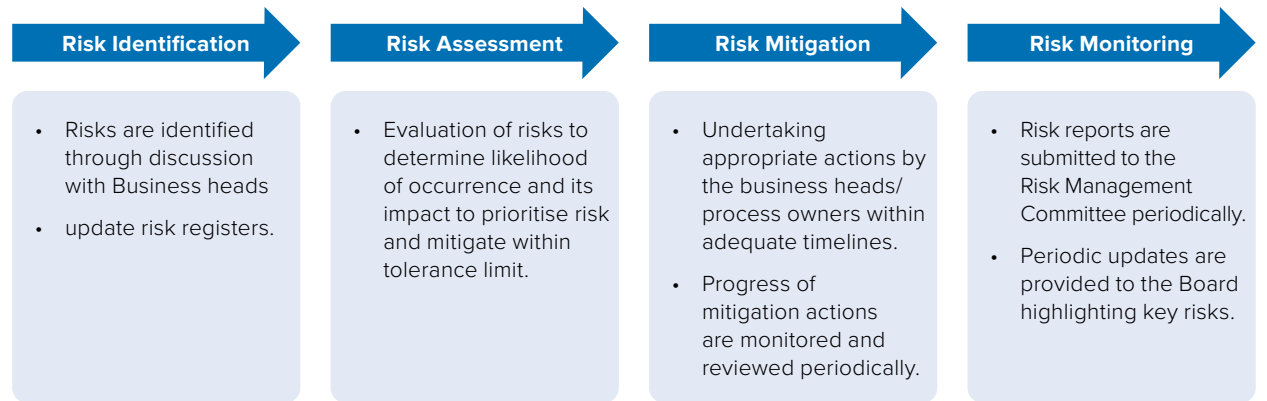 Risk Identification
• Risks are identified
through discussion
with Business heads
• update risk registers.
Risk Assessment
• Evaluation of risks to
determine likelihood
of occurrence and its
impact to prioritise risk
and mitigate within
tolerance limit.
Risk Mitigation
• Undertaking
appropriate actions by
the business heads/
process owners within
adequate timelines.
• Progress of
mitigation actions
are monitored and
reviewed periodically.
Risk Monitoring
• Risk reports are
submitted to the
Risk Management
Committee periodically.
• Periodic updates are
provided to the Board
highlighting key risks.